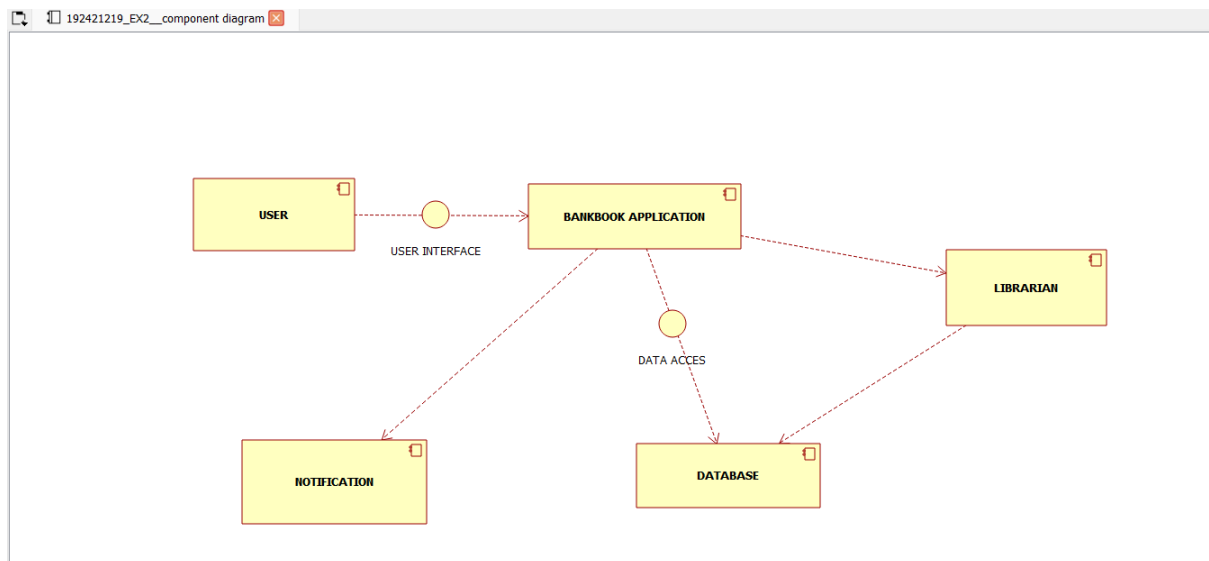 192421219_EX2__component diagram
USER
BANKBOOK APPLICATION
USER INTERFACE
LIBRARIAN
DATA ACCES
NOTIFICATION
DATABASE